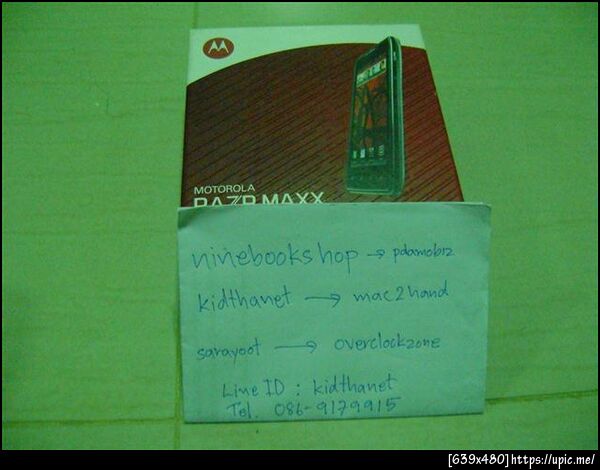 MOTOROLA
RAZR MAXX
ninebookshop → pdamobiz
kidthanet → mac2hand
sarayoot → overclockzone
Line ID : kidthanet
Tel. 086-9179915
[639x480]https://upic.me/